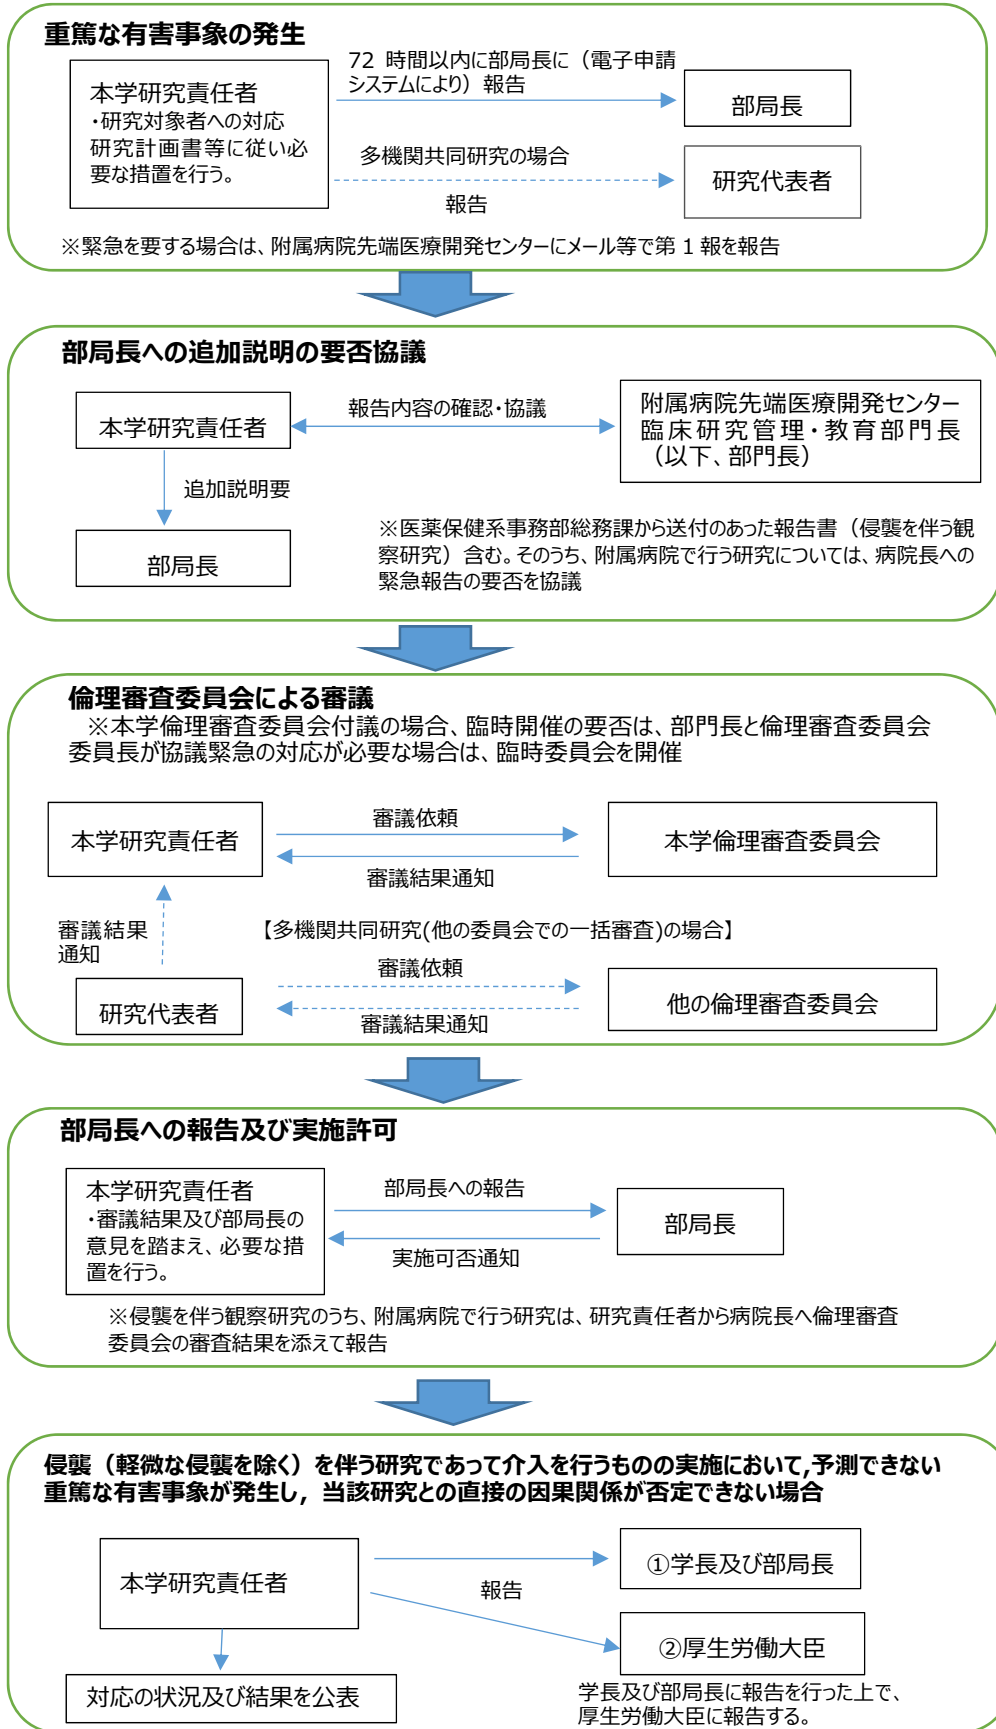 重篤な有害事象の発生
72 時間以内に部局長に（電子申請
システムにより）報告
本学研究責任者
・研究対象者への対応
研究計画書等に従い必
要な措置を行う。
部局長
多機関共同研究の場合
報告
研究代表者
※緊急を要する場合は、附属病院先端医療開発センターにメール等で第 1 報を報告
部局長への追加説明の要否協議
本学研究責任者
報告内容の確認・協議
附属病院先端医療開発センター
臨床研究管理・教育部門長
（以下、部門長）
追加説明要
部局長
※医薬保健系事務部総務課から送付のあった報告書（侵襲を伴う観
察研究）含む。そのうち、附属病院で行う研究については、病院長への
緊急報告の要否を協議
倫理審査委員会による審議
※本学倫理審査委員会付議の場合、臨時開催の要否は、部門長と倫理審査委員会
委員長が協議緊急の対応が必要な場合は、臨時委員会を開催
本学研究責任者
審議依頼
審議結果通知
本学倫理審査委員会
審議結果
通知
【多機関共同研究(他の委員会での一括審査)の場合】
研究代表者
審議依頼
審議結果通知
他の倫理審査委員会
部局長への報告及び実施許可
本学研究責任者
・審議結果及び部局長の
意見を踏まえ、必要な措
置を行う。
部局長への報告
実施可否通知
部局長
※侵襲を伴う観察研究のうち、附属病院で行う研究は、研究責任者から病院長へ倫理審査
委員会の審査結果を添えて報告
侵襲（軽微な侵襲を除く）を伴う研究であって介入を行うものの実施において,予測できない
重篤な有害事象が発生し，当該研究との直接の因果関係が否定できない場合
本学研究責任者
報告
①学長及び部局長
②厚生労働大臣
対応の状況及び結果を公表
学長及び部局長に報告を行った上で、
厚生労働大臣に報告する。